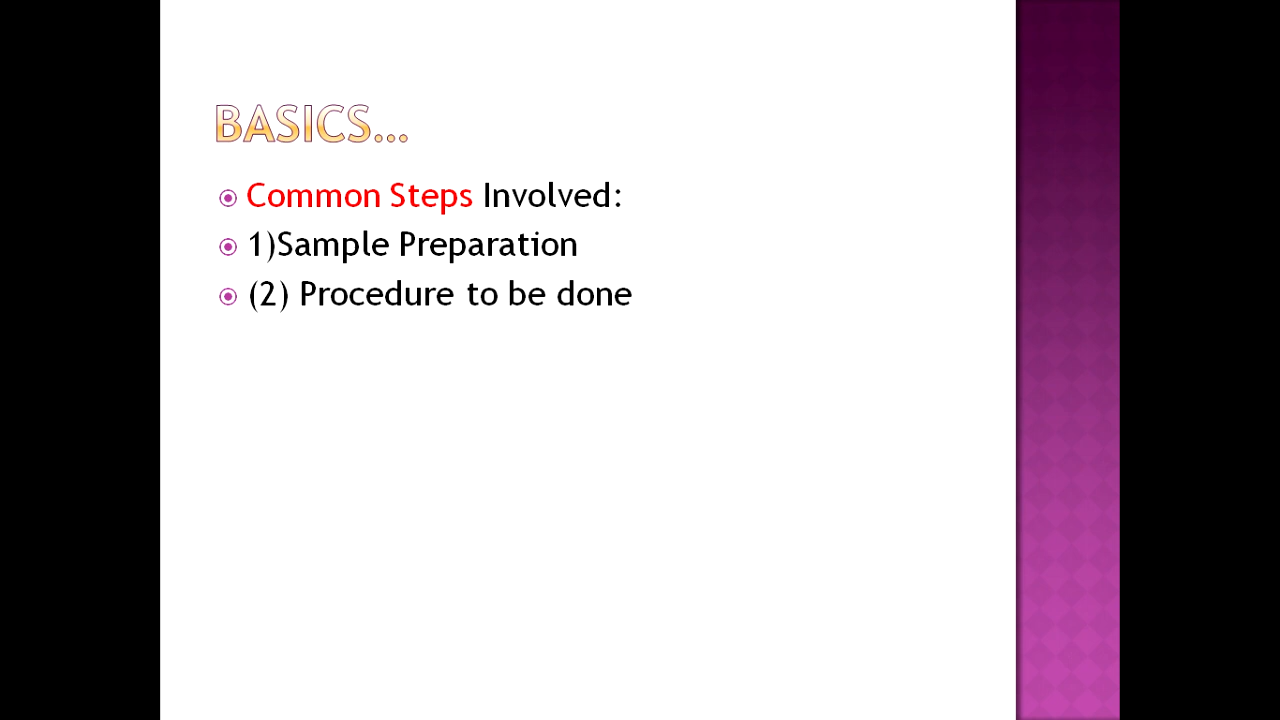 BASICS...
Common Steps Involved:
1)Sample Preparation
(2) Procedure to be done